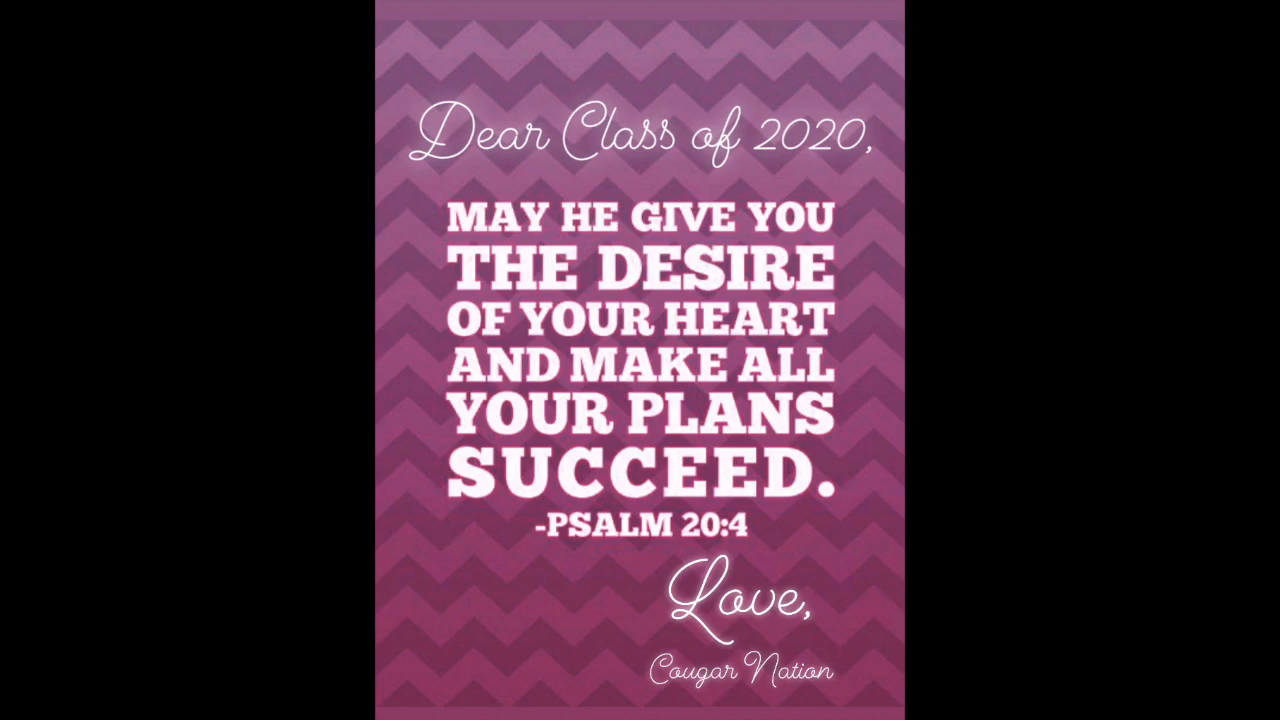 Dear Class of 2020,
MAY HE GIVE YOU
THE DESIRE
OF YOUR HEART
AND MAKE ALL
YOUR PLANS
SUCCEED.
-PSALM 20:4
Love,
Cougar Nation